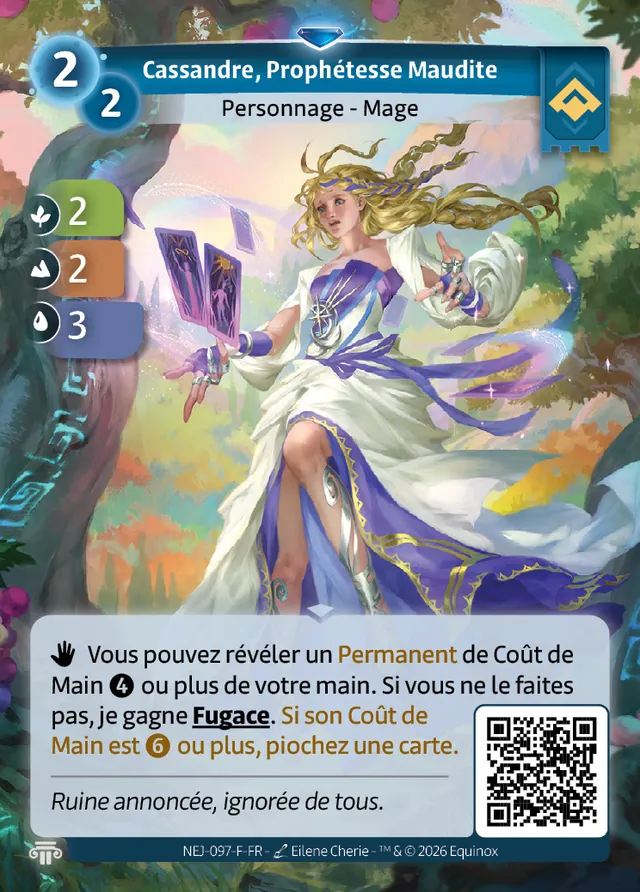 2
2
Cassandre, Prophétesse Maudite
Personnage - Mage
2
2
3
Vous pouvez révéler un Permanent de Coût de
Main 4 ou plus de votre main. Si vous ne le faites
pas, je gagne Fugace. Si son Coût de
Main est 6 ou plus, piochez une carte.
Ruine annoncée, ignorée de tous.
NEJ-097-F-FR - Eilene Cherie - ™ & © 2026 Equinox